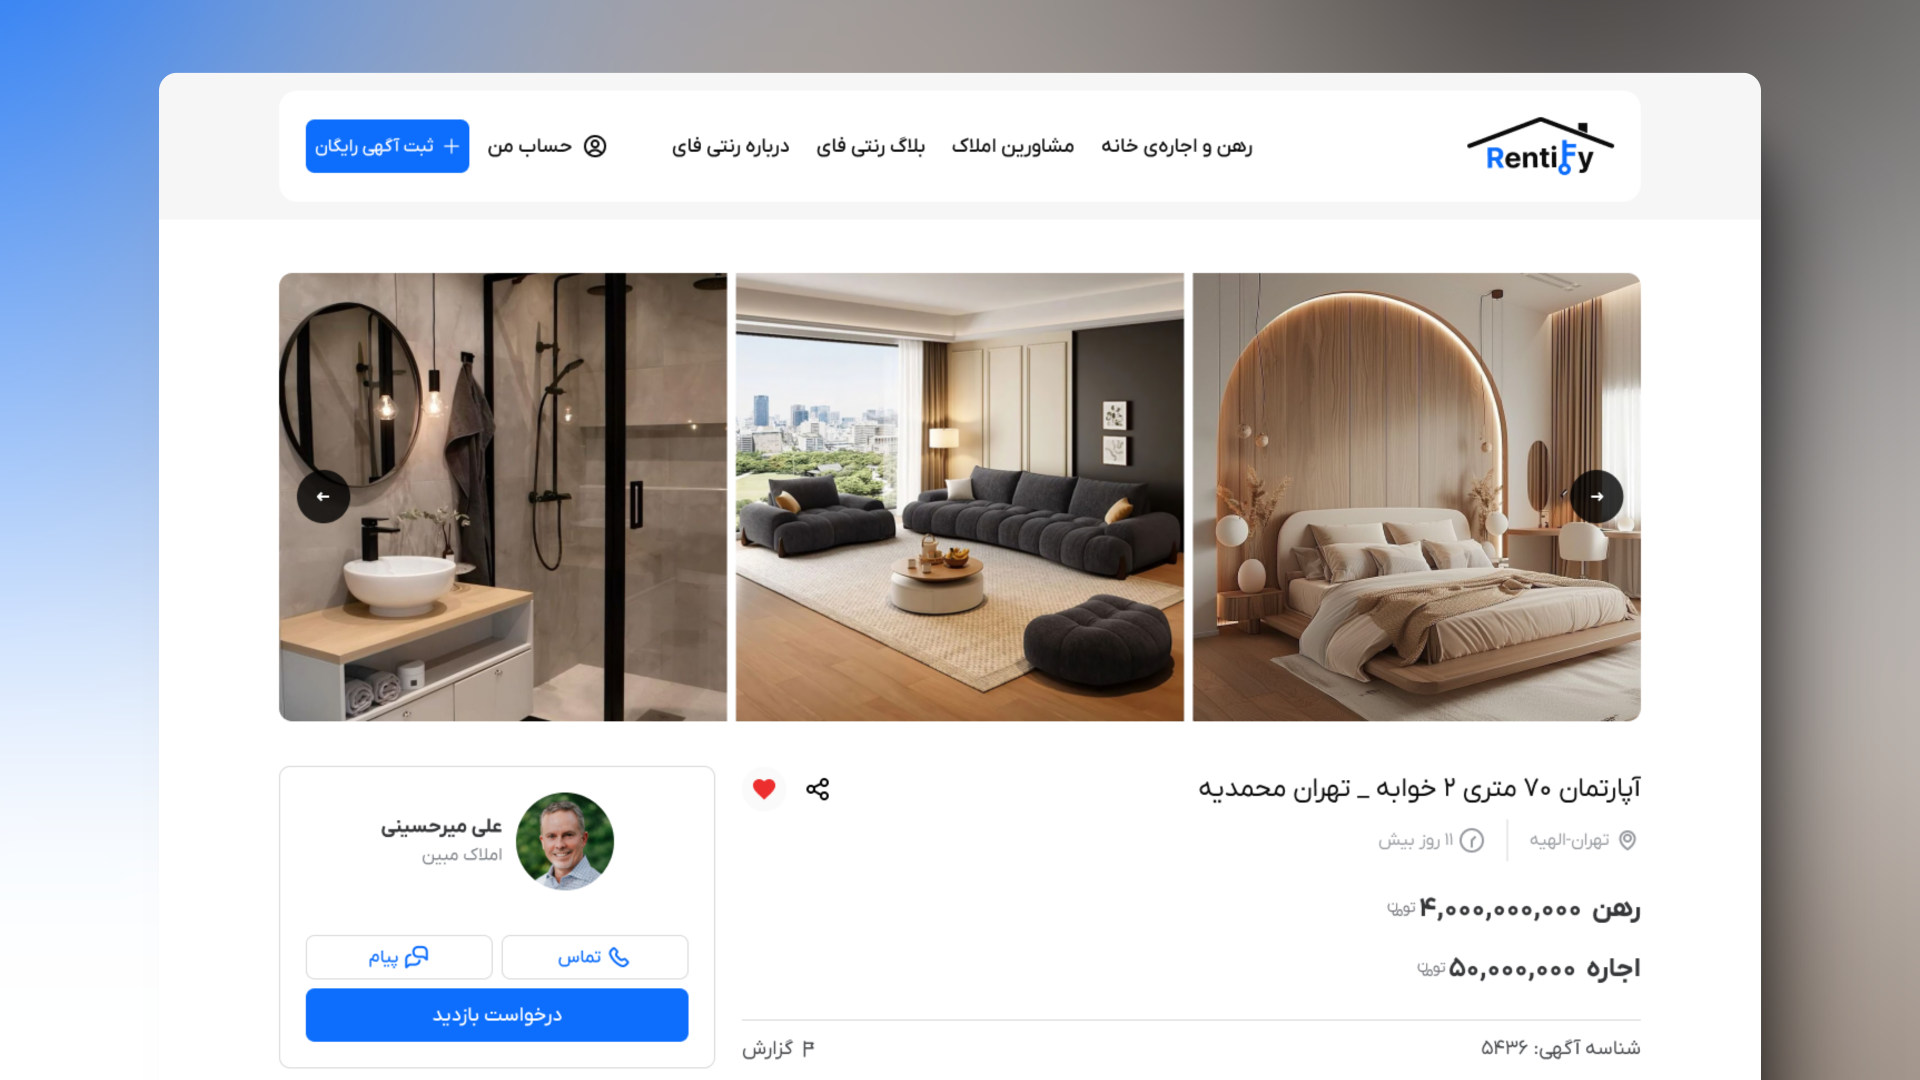 Rentify
رهن و اجاره‌ی خانه
مشاورین املاک
بلاگ رنتی فای
درباره رنتی فای
حساب من
ثبت آگهی رایگان
آپارتمان ۷۰ متری ۲ خوابه _ تهران محمدیه
تهران-الهیه
۱۱ روز پیش
رهن ۴,۰۰۰,۰۰۰,۰۰۰ تومان
اجاره ۵۰,۰۰۰,۰۰۰ تومان
شناسه آگهی: ۵۴۳۶
گزارش
علی میرحسینی
املاک مبین
تماس
پیام
درخواست بازدید